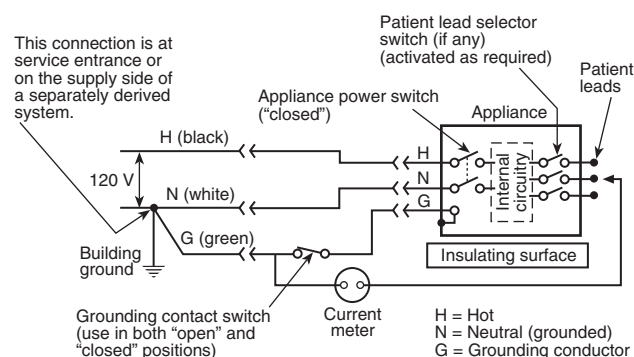 This connection is at
service entrance or
on the supply side of
a separately derived
system.
Patient lead selector
switch (if any)
(activated as required)
Patient
leads
Appliance power switch
(“closed”)
Appliance
H (black)
H
120 V
N (white)
N
G
Internal
circuitry
G (green)
Building
ground
Insulating surface
Grounding contact switch
(use in both “open” and
“closed” positions)
Current
meter
H = Hot
N = Neutral (grounded)
G = Grounding conductor